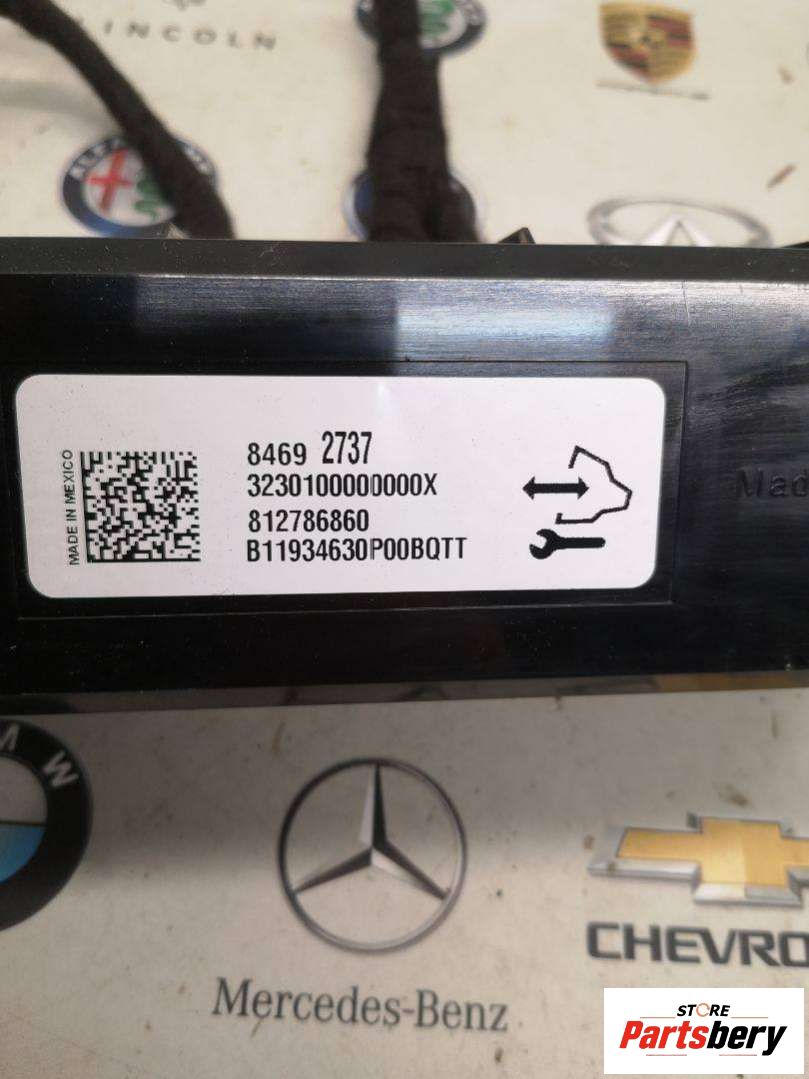 LINCOLN
MADE IN MEXICO
8469 2737
3230100000000X
812786860
B11934630P00BQTT
Mad
M
Mercedes-Benz
CHEVRO
STORE
Partsbery